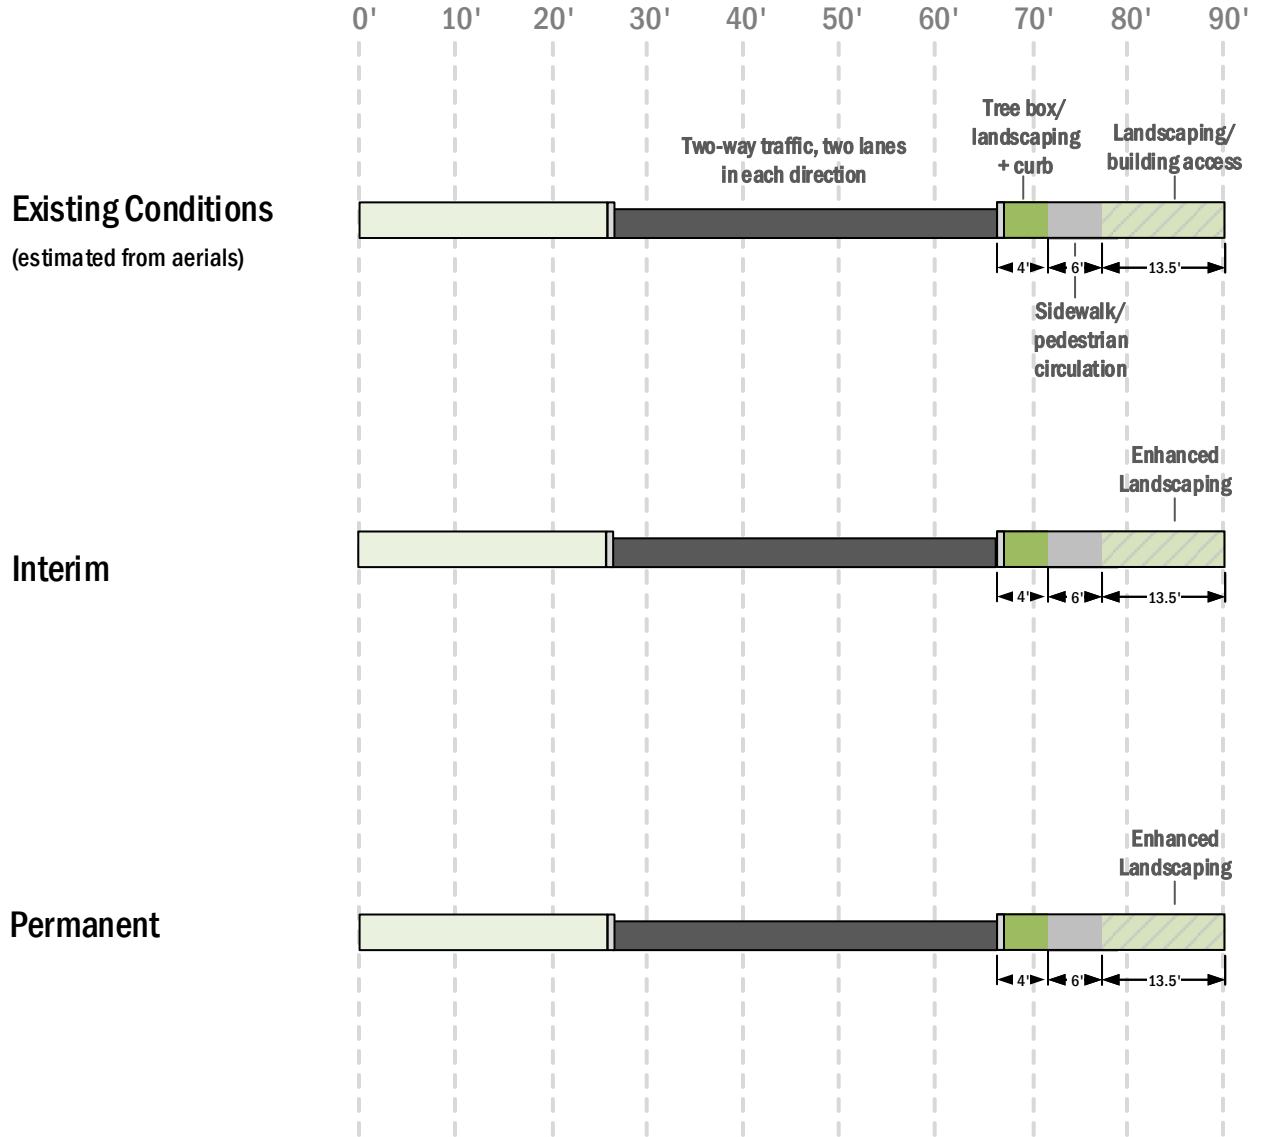 0' 10' 20' 30' 40' 50' 60' 70' 80' 90'
Existing Conditions
(estimated from aerials)
Two-way traffic, two lanes
in each direction
Tree box/
landscaping
+ curb
Landscaping/
building access
4' 6' 13.5'
Sidewalk/
pedestrian
circulation
Interim
Enhanced
Landscaping
4' 6' 13.5'
Permanent
Enhanced
Landscaping
4' 6' 13.5'